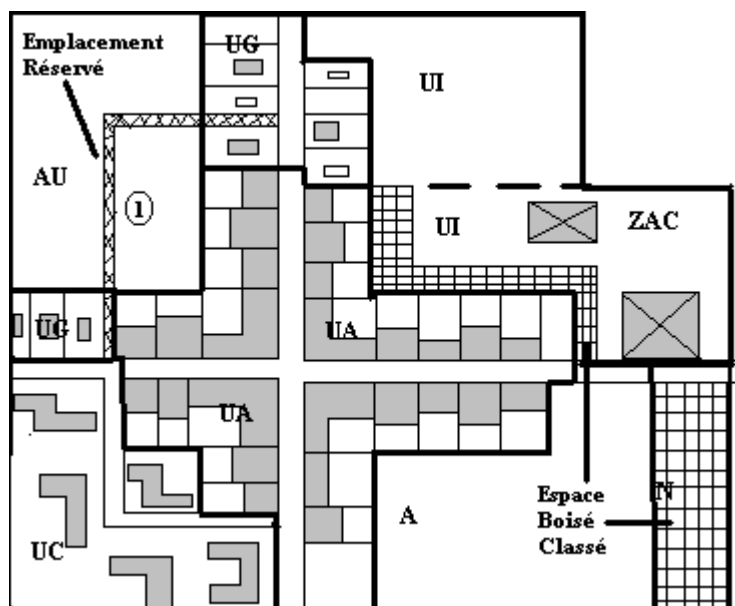 Emplacement
Réservé
UG
UI
AU
1
UI
ZAC
UG
UA
UA
Espace
Boisé
Classé
N
A
UC